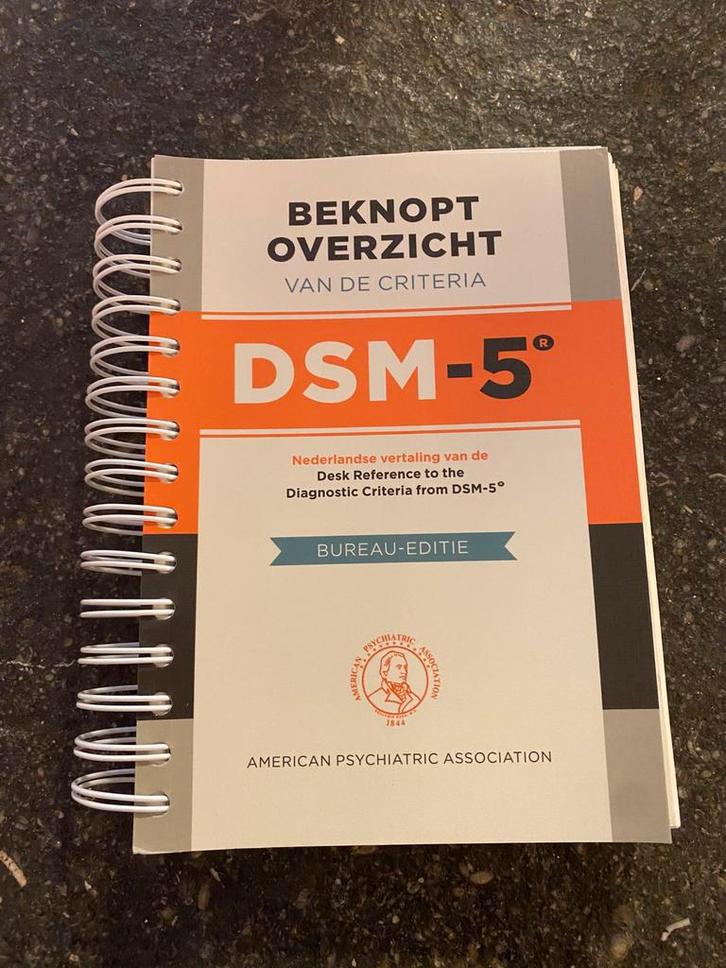 BEKNOPT
OVERZICHT
VAN DE CRITERIA
DSM-5®
Nederlandse vertaling van de
Desk Reference to the
Diagnostic Criteria from DSM-5®
BUREAU-EDITIE
AMERICAN PSYCHIATRIC ASSOCIATION
1844
AMERICAN PSYCHIATRIC ASSOCIATION